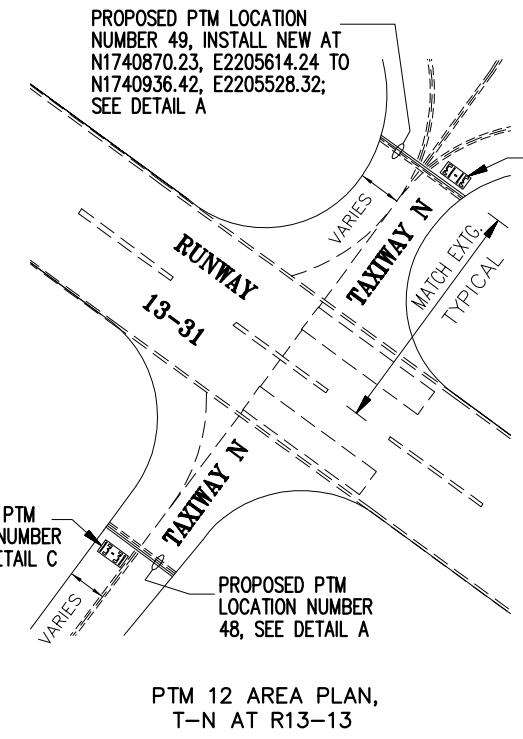 PROPOSED PTM LOCATION
NUMBER 49, INSTALL NEW AT
N1740870.23, E2205614.24 TO
N1740936.42, E2205528.32;
SEE DETAIL A
VARIES
TAXIWAY N
MATCH EXTG.
TYPICAL
RUNWAY
13-31
TAXIWAY N
PTM
NUMBER
ETAIL C
VARIES
PROPOSED PTM
LOCATION NUMBER
48, SEE DETAIL A
PTM 12 AREA PLAN,
T-N AT R13-13